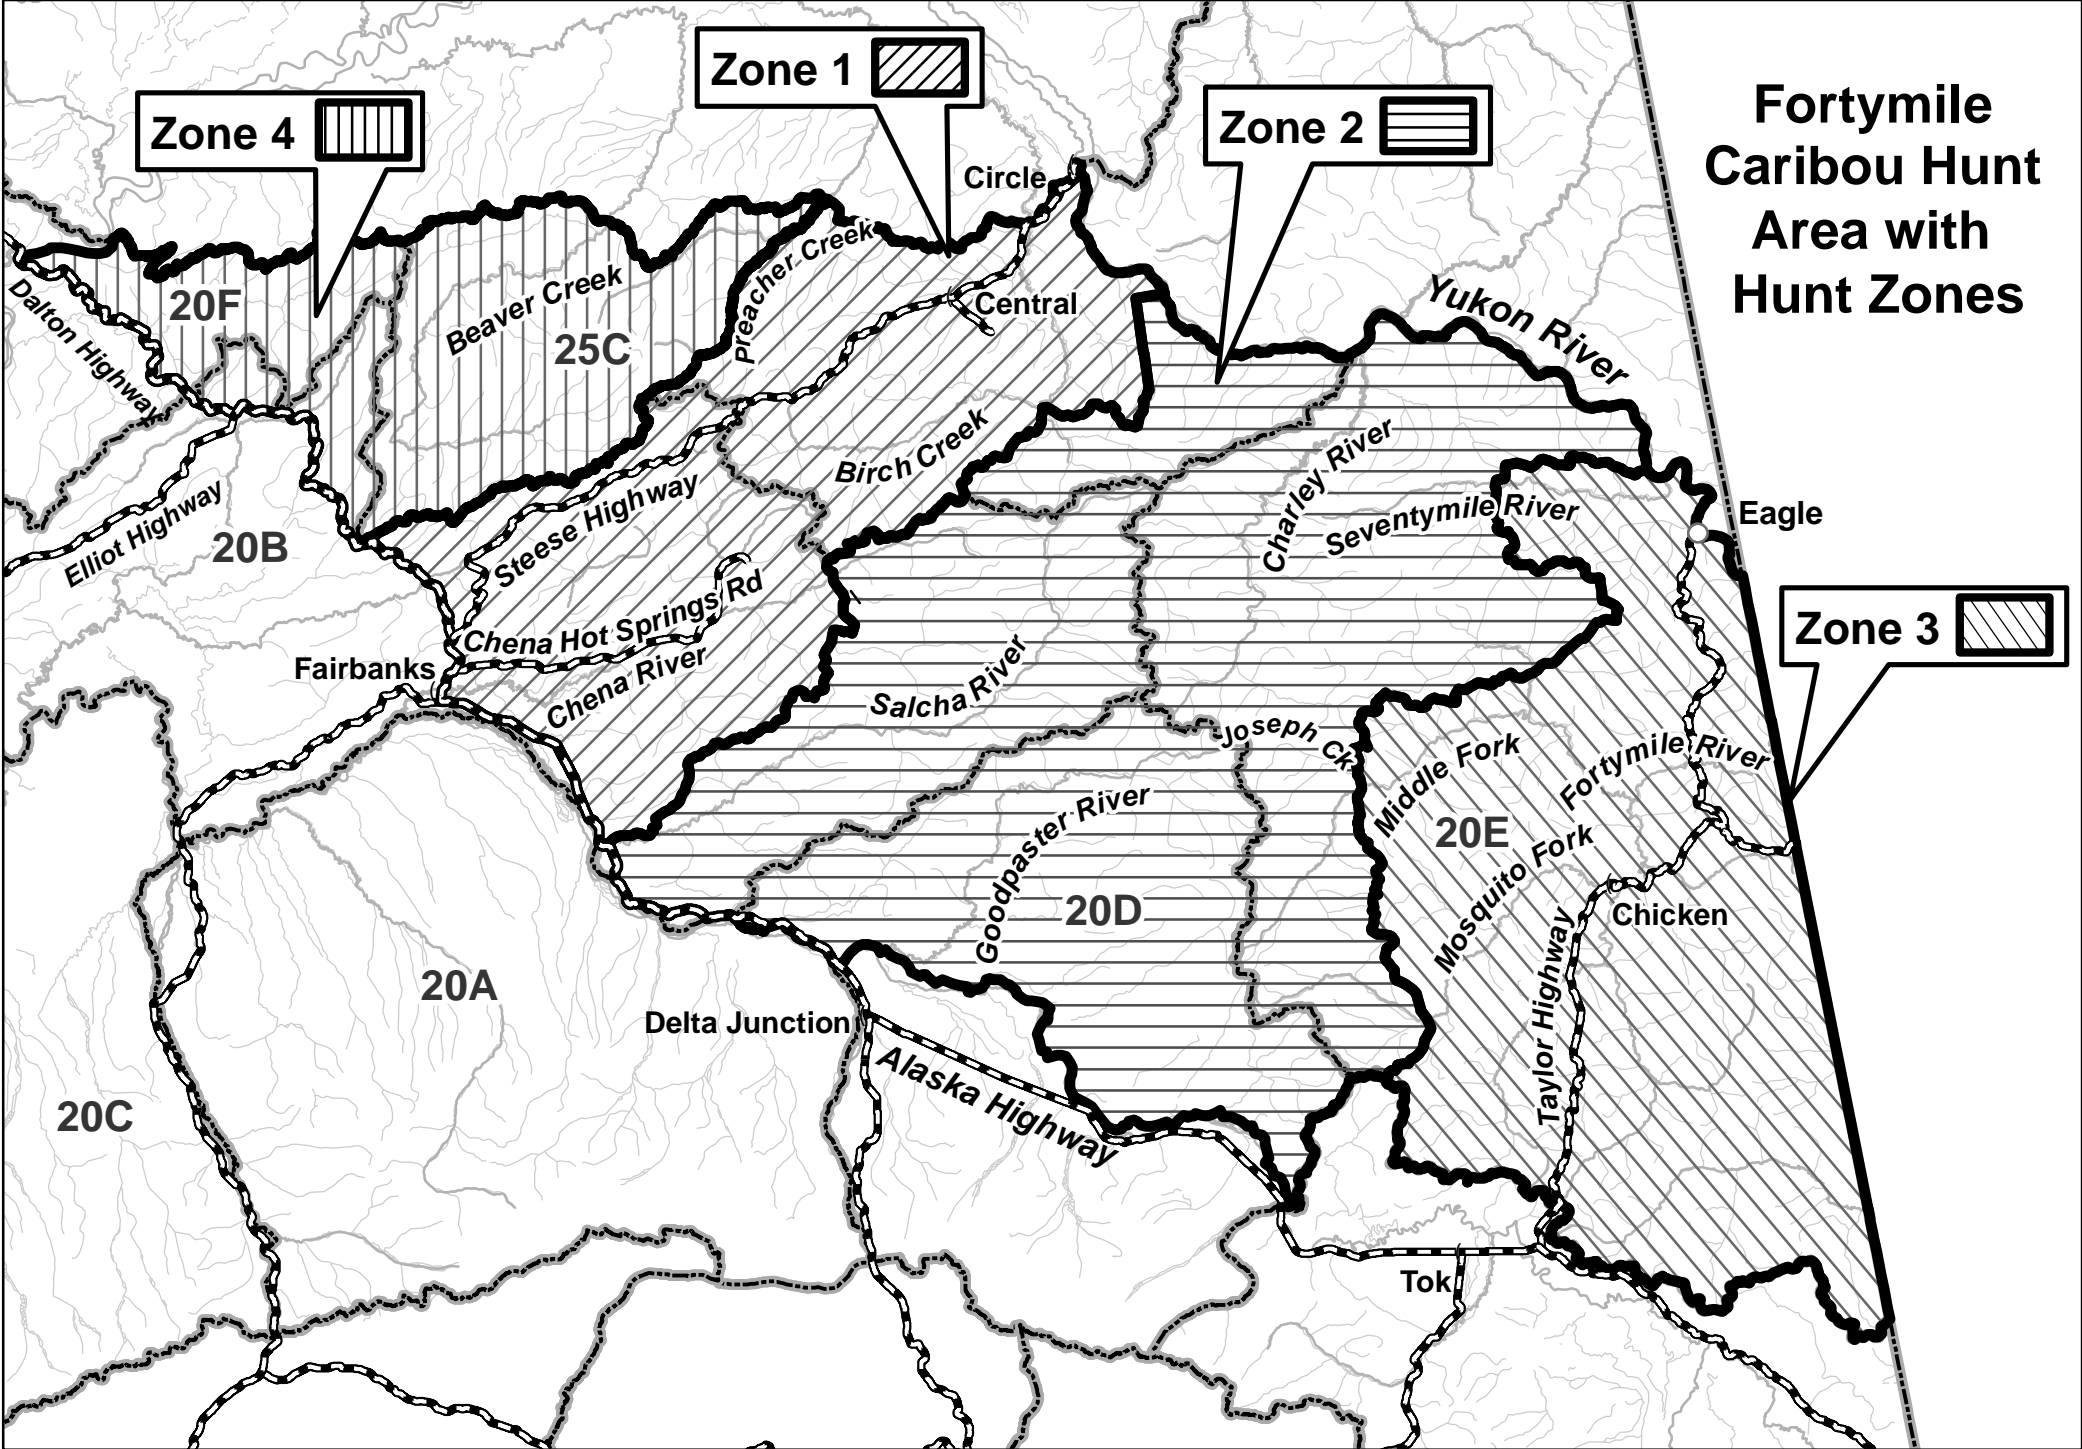 Fortymile
Caribou Hunt
Area with
Hunt Zones
Zone 1
Zone 4
Zone 2
Circle
Preacher Creek
20F
Beaver Creek
25C
Central
Yukon River
Dalton Highway
Birch Creek
Charley River
Elliot Highway
20B
Steese Highway
Seventymile River
Eagle
Chena Hot Springs Rd
Zone 3
Fairbanks
Chena River
Salcha River
Joseph Ck
Middle Fork
Fortymile River
Goodpaster River
20E
Mosquito Fork
20D
Chicken
20A
Taylor Highway
Delta Junction
Alaska Highway
20C
Tok